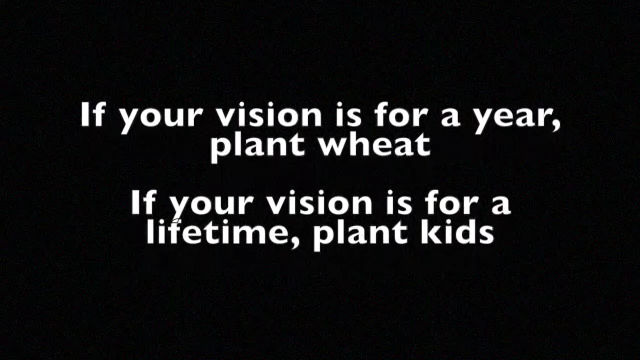 If your vision is for a year,
plant wheat
If your vision is for a
lifetime, plant kids